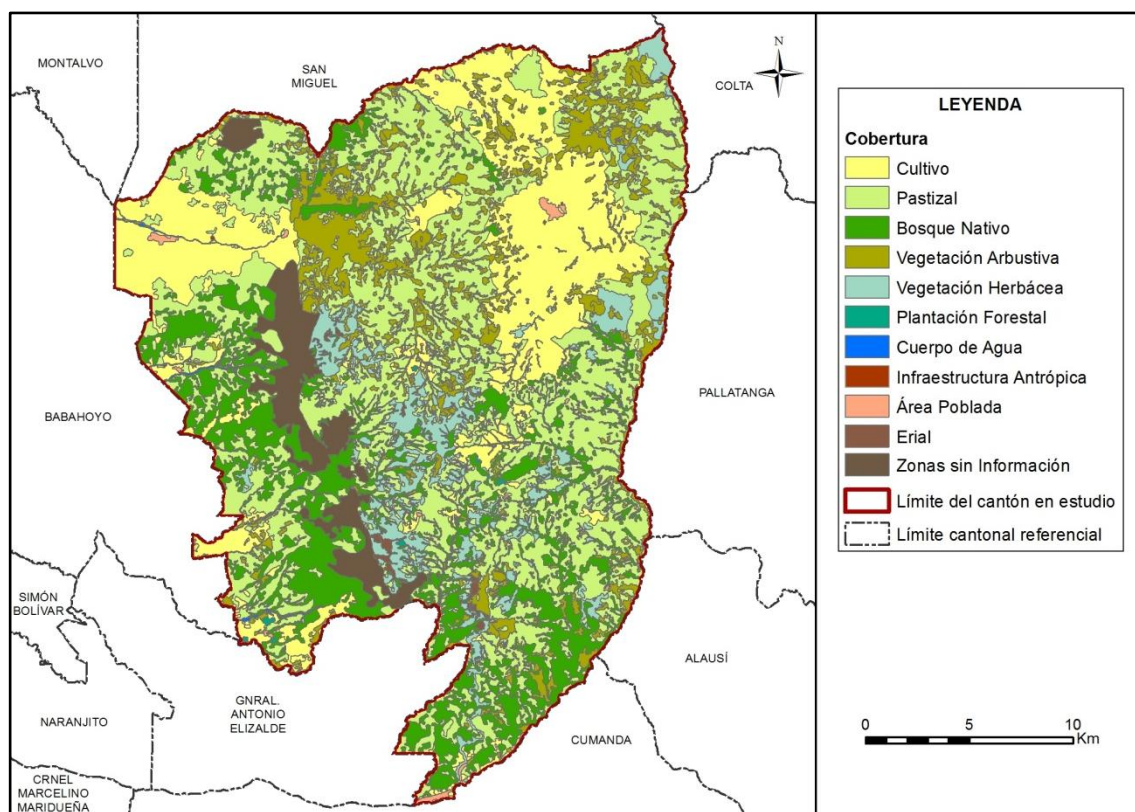 MONTALVO
SAN
MIGUEL
N
COLTA
PALLATANGA
BABAHOYO
SIMÓN
BOLÍVAR
ALAUSÍ
NARANJITO
GNRAL.
ANTONIO
ELIZALDE
CUMANDA
CRNEL
MARCELINO
MARIDUEÑA
LEYENDA
Cobertura
Cultivo
Pastizal
Bosque Nativo
Vegetación Arbustiva
Vegetación Herbácea
Plantación Forestal
Cuerpo de Agua
Infraestructura Antrópica
Área Poblada
Erial
Zonas sin Información
Límite del cantón en estudio
Límite cantonal referencial
0 5 10
Km